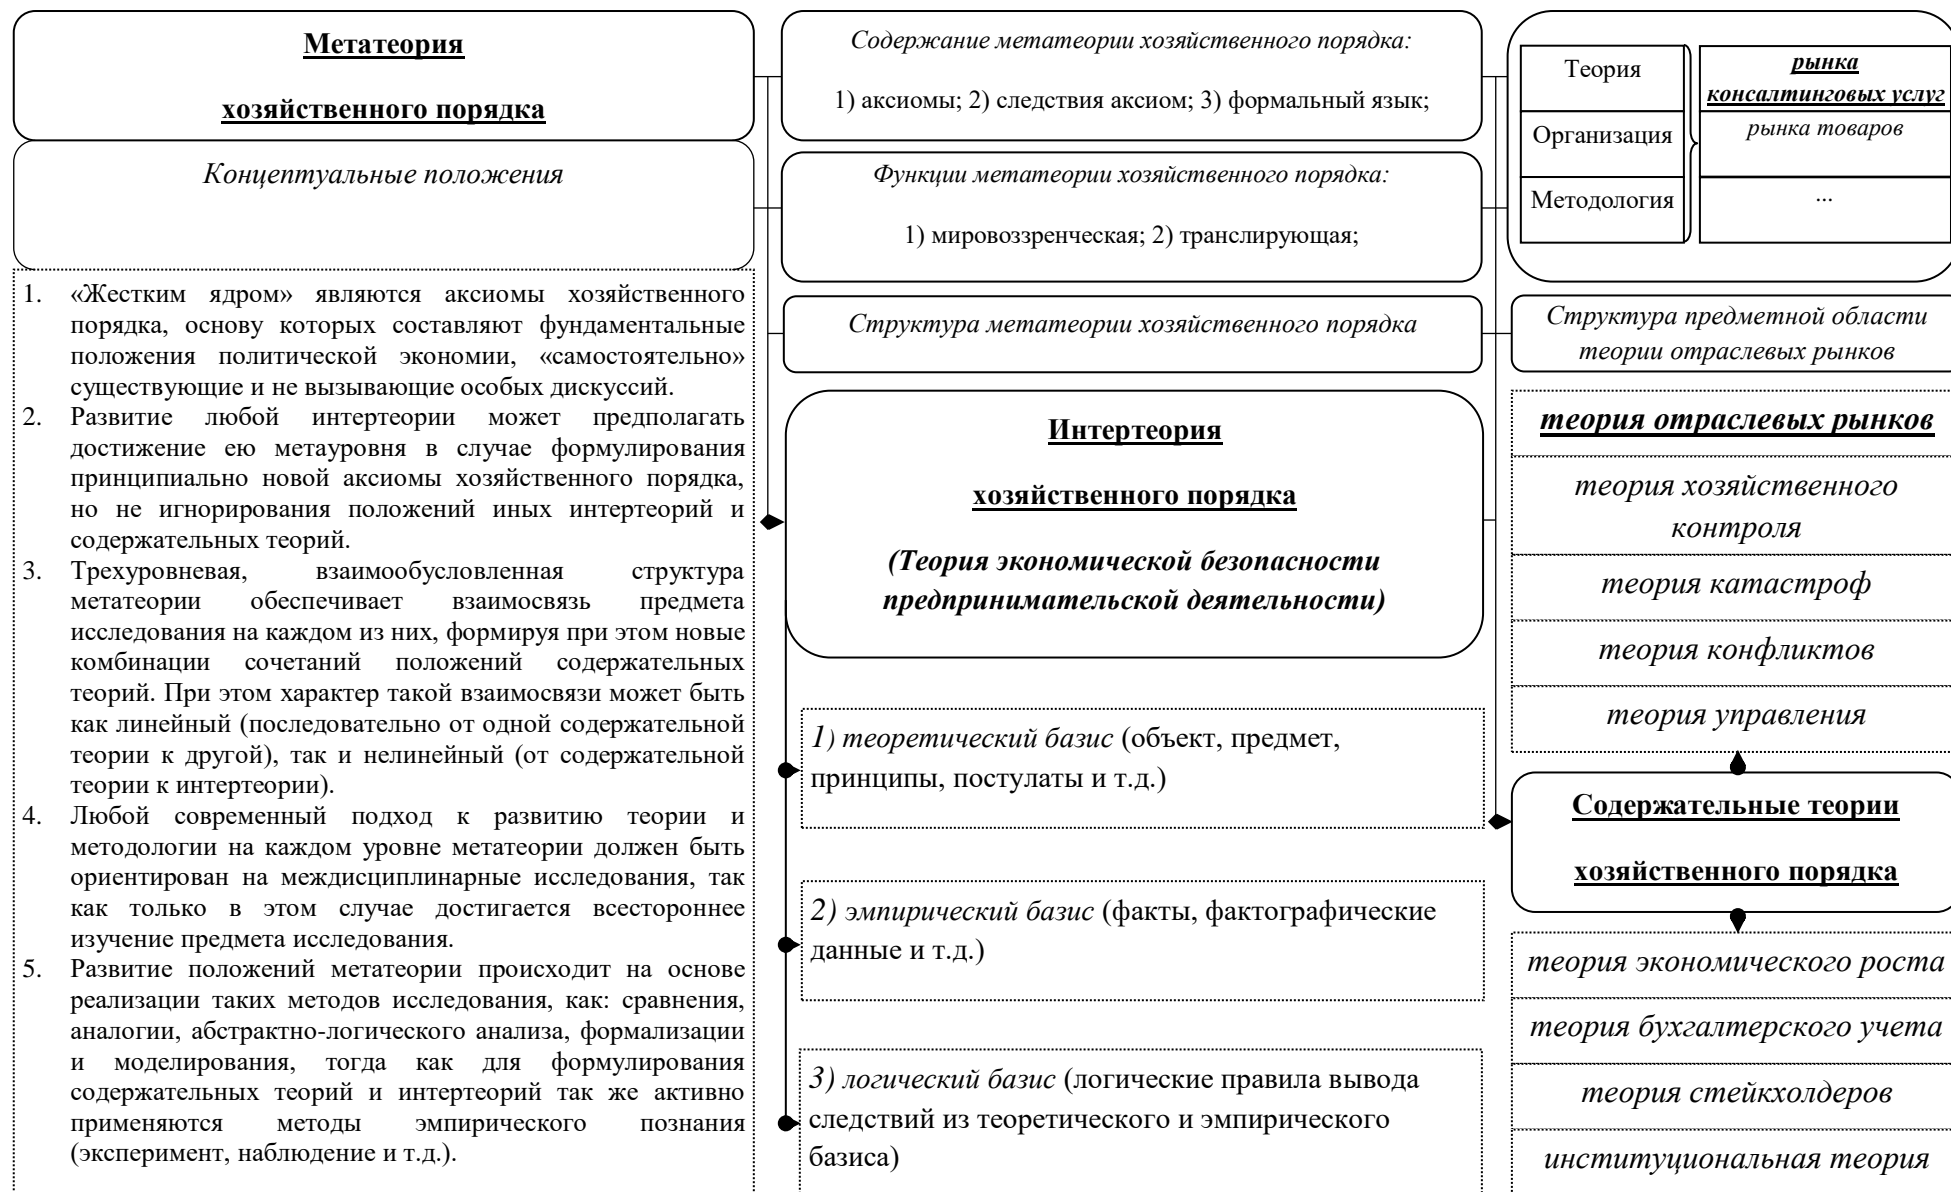 Метатеория
хозяйственного порядка
Концептуальные положения
1. «Жестким ядром» являются аксиомы хозяйственного
порядка, основу которых составляют фундаментальные
положения политической экономии, «самостоятельно»
существующие и не вызывающие особых дискуссий.
2. Развитие любой интертеории может предполагать
достижение ею метауровня в случае формулирования
принципиально новой аксиомы хозяйственного порядка,
но не игнорирования положений иных интертеорий и
содержательных теорий.
3. Трехуровневая, взаимообусловленная структура
метатеории обеспечивает взаимосвязь предмета
исследования на каждом из них, формируя при этом новые
комбинации сочетаний положений содержательных
теорий. При этом характер такой взаимосвязи может быть
как линейный (последовательно от одной содержательной
теории к другой), так и нелинейный (от содержательной
теории к интертеории).
4. Любой современный подход к развитию теории и
методологии на каждом уровне метатеории должен быть
ориентирован на междисциплинарные исследования, так
как только в этом случае достигается всестороннее
изучение предмета исследования.
5. Развитие положений метатеории происходит на основе
реализации таких методов исследования, как: сравнения,
аналогии, абстрактно-логического анализа, формализации
и моделирования, тогда как для формулирования
содержательных теорий и интертеорий так же активно
применяются методы эмпирического познания
(эксперимент, наблюдение и т.д.).
Содержание метатеории хозяйственного порядка:
1) аксиомы; 2) следствия аксиом; 3) формальный язык;
Функции метатеории хозяйственного порядка:
1) мировоззренческая; 2) транслирующая;
Структура метатеории хозяйственного порядка
Интертеория
хозяйственного порядка
(Теория экономической безопасности
предпринимательской деятельности)
1) теоретический базис (объект, предмет,
принципы, постулаты и т.д.)
2) эмпирический базис (факты, фактографические
данные и т.д.)
3) логический базис (логические правила вывода
следствий из теоретического и эмпирического
базиса)
Теория
Организация
Методология
рынка
консалтинговых услуг
рынка товаров
...
Структура предметной области
теории отраслевых рынков
теория отраслевых рынков
теория хозяйственного
контроля
теория катастроф
теория конфликтов
теория управления
Содержательные теории
хозяйственного порядка
теория экономического роста
теория бухгалтерского учета
теория стейкхолдеров
институциональная теория